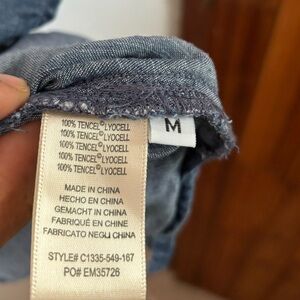 100% TENCEL©LYOCELL
100% TENCEL©LYOCELL
100% TENCEL©LYOCELL
100% TENCEL©LYOCELL
100% TENCEL©LYOCELL
M
MADE IN CHINA
HECHO EN CHINA
GEMACHT IN CHINA
FABRIQUÉ EN CHINE
FABRICATO NEGLI CHINA
STYLE# C1335-549-167
PO# EM35726